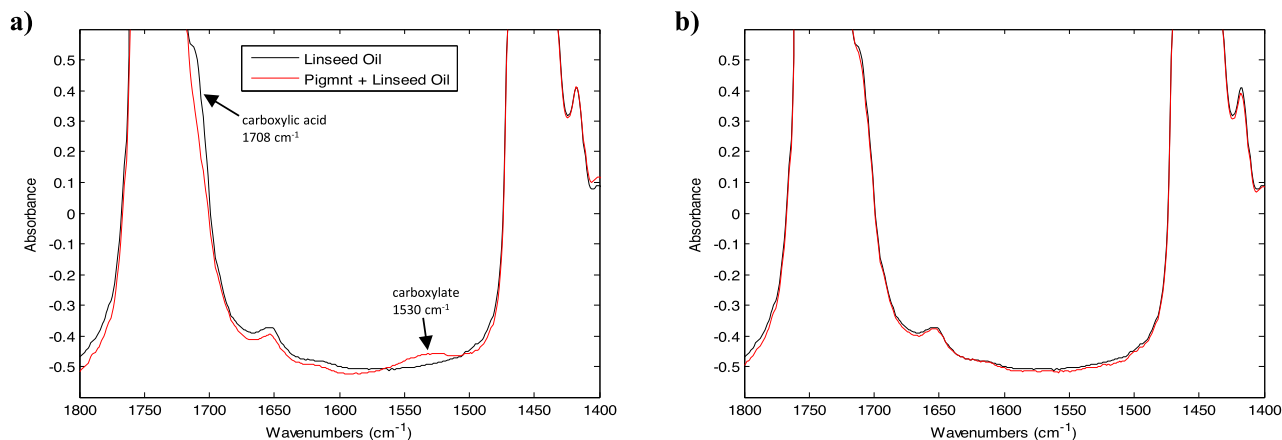 a)
0.5
0.4
0.3
0.2
0.1
0
-0.1
-0.2
-0.3
-0.4
-0.5
Absorbance
Linseed Oil
Pigmnt + Linseed Oil
carboxylic acid
1708 cm⁻¹
carboxylate
1530 cm⁻¹
1800 1750 1700 1650 1600 1550 1500 1450 1400
Wavenumbers (cm⁻¹)
b)
0.5
0.4
0.3
0.2
0.1
0
-0.1
-0.2
-0.3
-0.4
-0.5
Absorbance
1800 1750 1700 1650 1600 1550 1500 1450 1400
Wavenumbers (cm⁻¹)